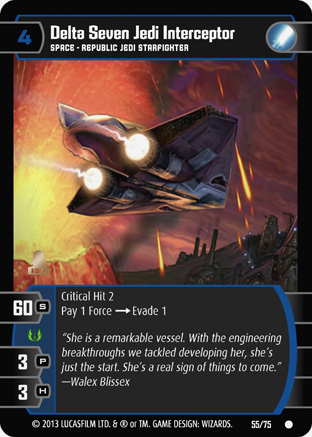 4
Delta Seven Jedi Interceptor
SPACE - REPUBLIC JEDI STARFIGHTER
60 S
Critical Hit 2
Pay 1 Force → Evade 1
"She is a remarkable vessel. With the engineering
breakthroughs we tackled developing her, she's
just the start. She's a real sign of things to come."
—Walex Blissex
3 P
3 H
© 2013 LUCASFILM LTD. & ® or TM. GAME DESIGN: WIZARDS. 55/75